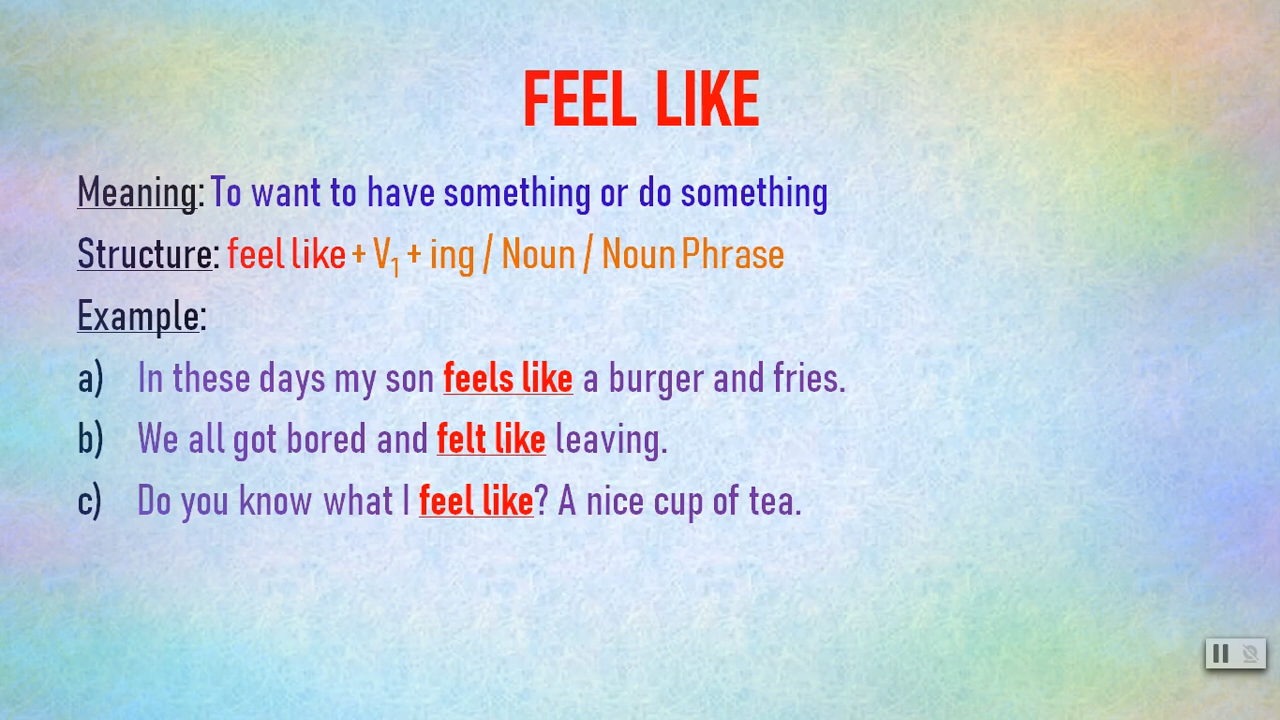 FEEL LIKE
Meaning: To want to have something or do something
Structure: feel like + V₁ + ing / Noun / Noun Phrase
Example:
a) In these days my son feels like a burger and fries.
b) We all got bored and felt like leaving.
c) Do you know what I feel like? A nice cup of tea.